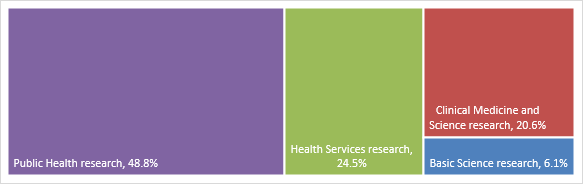 Public Health research, 48.8%
Health Services research,
24.5%
Clinical Medicine and
Science research, 20.6%
Basic Science research, 6.1%